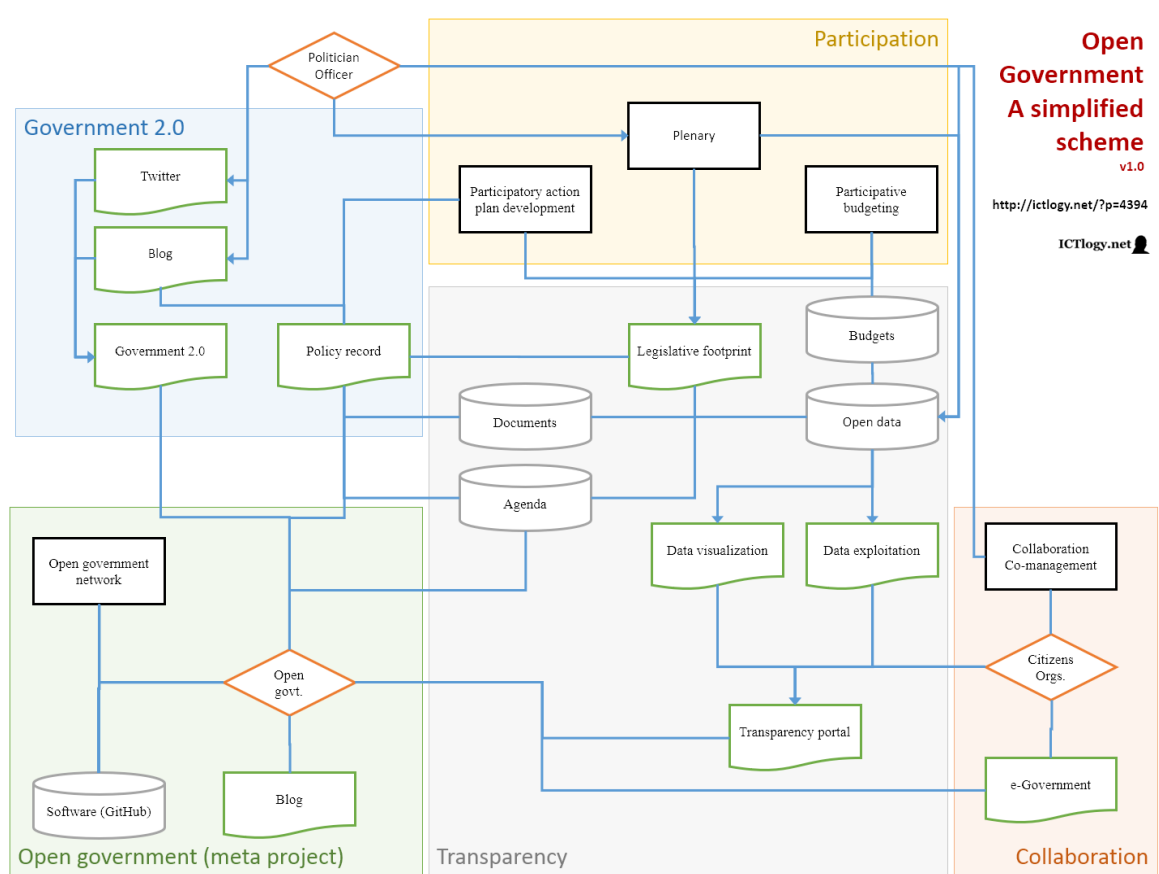 Participation
Open
Government
A simplified
scheme
v1.0
http://ictlogy.net/?p=4394
ICTlogy.net
Politician
Officer
Government 2.0
Plenary
Twitter
Participatory action
plan development
Participative
budgeting
Blog
Government 2.0
Policy record
Legislative footprint
Budgets
Documents
Open data
Agenda
Open government
network
Data visualization
Data exploitation
Collaboration
Co-management
Open
govt.
Citizens
Orgs.
Transparency portal
Software (GitHub)
Blog
e-Government
Open government (meta project)
Transparency
Collaboration